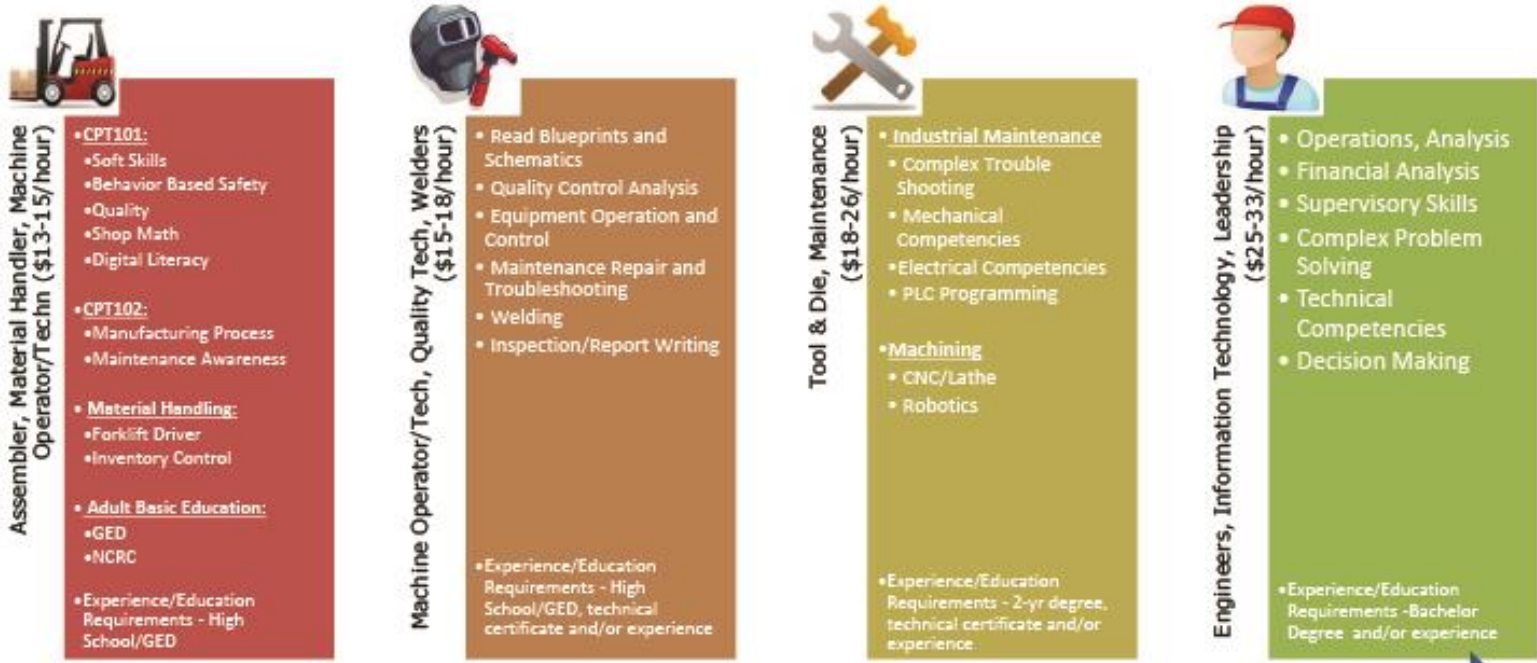 Assembler, Material Handler, Machine
Operator/Techn ($13-15/hour)
•CPT101:
•Soft Skills
•Behavior Based Safety
•Quality
•Shop Math
•Digital Literacy
•CPT102:
•Manufacturing Process
•Maintenance Awareness
• Material Handling:
•Forklift Driver
•Inventory Control
• Adult Basic Education:
•GED
•NCRC
•Experience/Education
Requirements - High
School/GED
Machine Operator/Tech, Quality Tech, Welders
($15-18/hour)
• Read Blueprints and
Schematics
• Quality Control Analysis
• Equipment Operation and
Control
• Maintenance Repair and
Troubleshooting
• Welding
• Inspection/Report Writing
•Experience/Education
Requirements - High
School/GED, technical
certificate and/or experience
Tool & Die, Maintenance
($18-26/hour)
• Industrial Maintenance
• Complex Trouble
Shooting
• Mechanical
Competencies
•Electrical Competencies
• PLC Programming
•Machining
• CNC/Lathe
• Robotics
•Experience/Education
Requirements - 2-yr degree,
technical certificate and/or
experience
Engineers, Information Technology, Leadership
($25-33/hour)
• Operations, Analysis
• Financial Analysis
• Supervisory Skills
• Complex Problem
Solving
• Technical
Competencies
• Decision Making
•Experience/Education
Requirements -Bachelor
Degree and/or experience